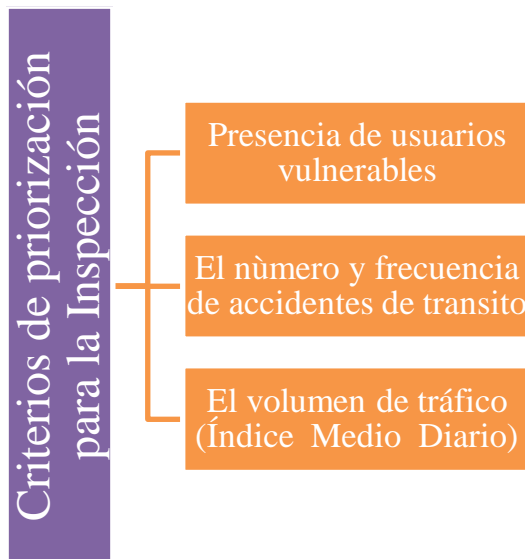 Criterios de priorización
para la Inspección
Presencia de usuarios
vulnerables
El nùmero y frecuencia
de accidentes de transito
El volumen de tráfico
(Índice Medio Diario)